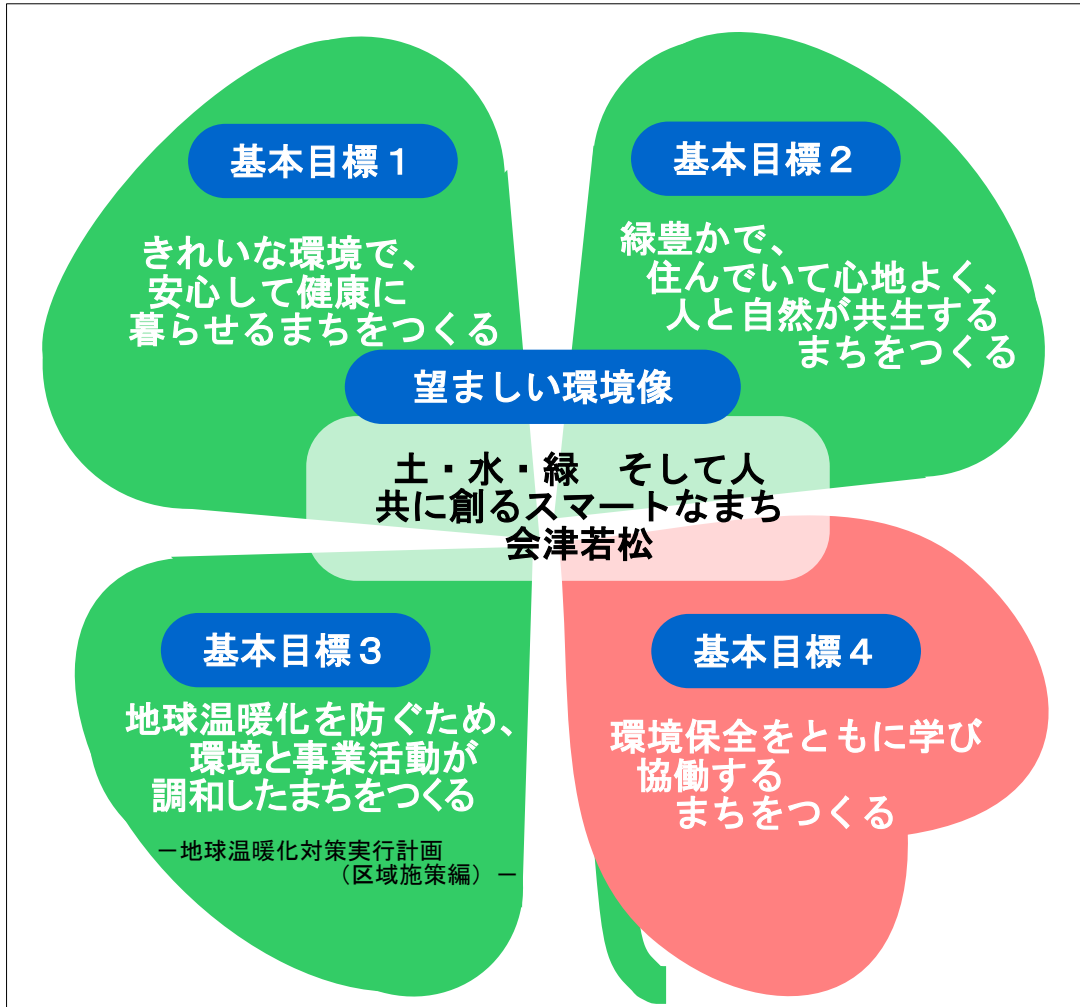 基本目標１
きれいな環境で、
安心して健康に
暮らせるまちをつくる
基本目標２
緑豊かで、
住んでいて心地よく、
人と自然が共生する
まちをつくる
望ましい環境像
土・水・緑　そして人
共に創るスマートなまち
会津若松
基本目標３
地球温暖化を防ぐため、
環境と事業活動が
調和したまちをつくる
－地球温暖化対策実行計画
（区域施策編）－
基本目標４
環境保全をともに学び
協働する
まちをつくる